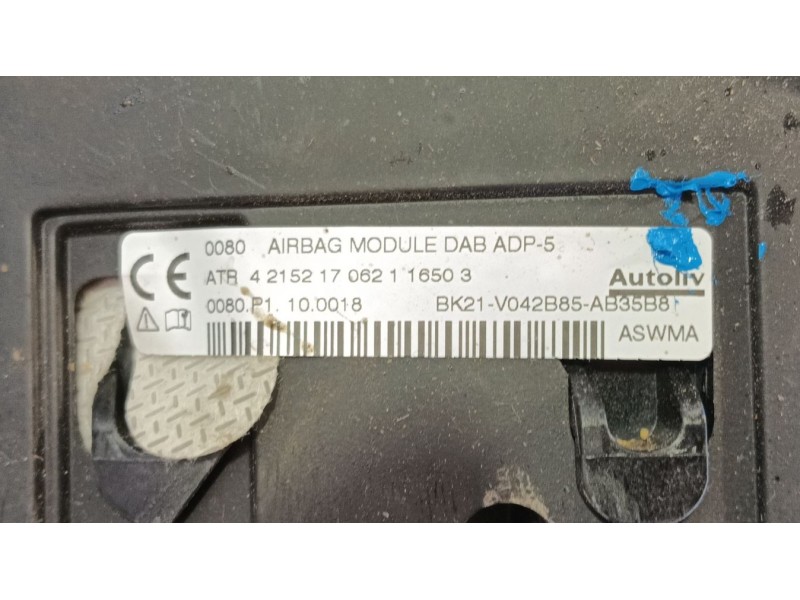 0080 AIRBAG MODULE DAB ADP-5
CE
ATR 4 2152 17 062 1 1650 3
Autoliv
0080.P1. 10.0018 BK21-V042B85-AB35B8
ASWMA